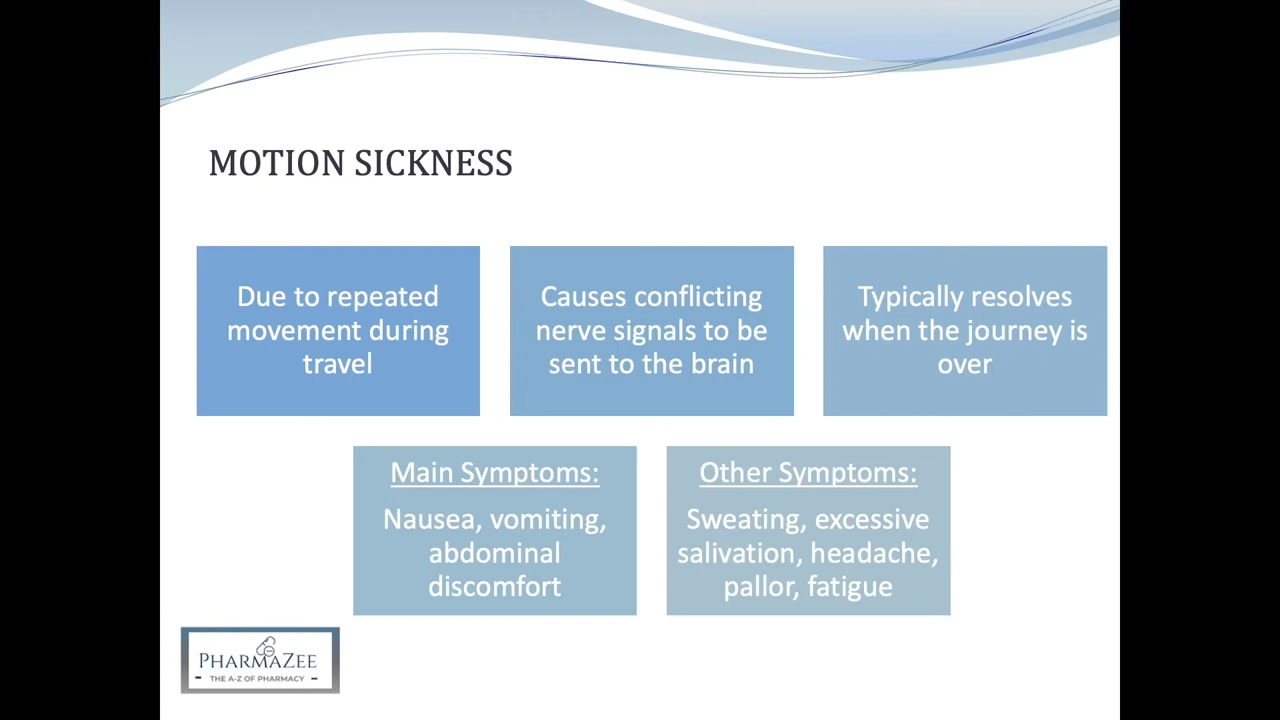 MOTION SICKNESS
Due to repeated
movement during
travel
Causes conflicting
nerve signals to be
sent to the brain
Typically resolves
when the journey is
over
Main Symptoms:
Nausea, vomiting,
abdominal
discomfort
Other Symptoms:
Sweating, excessive
salivation, headache,
pallor, fatigue
PHARMAZEE
- THE A-Z OF PHARMACY -